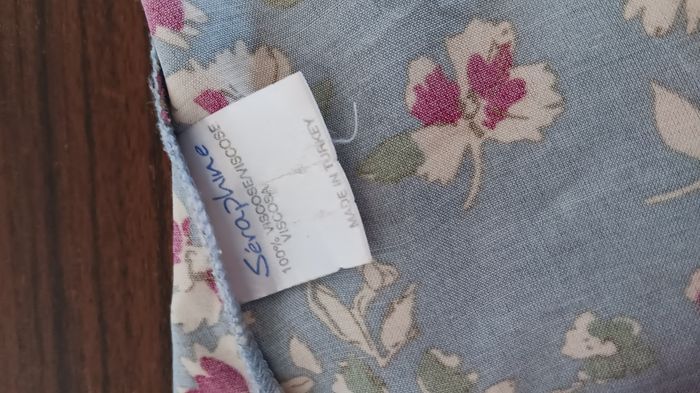 Seraphine
100% VISCOSE/VISCOSE
VISCOSA
MADE IN TURKEY